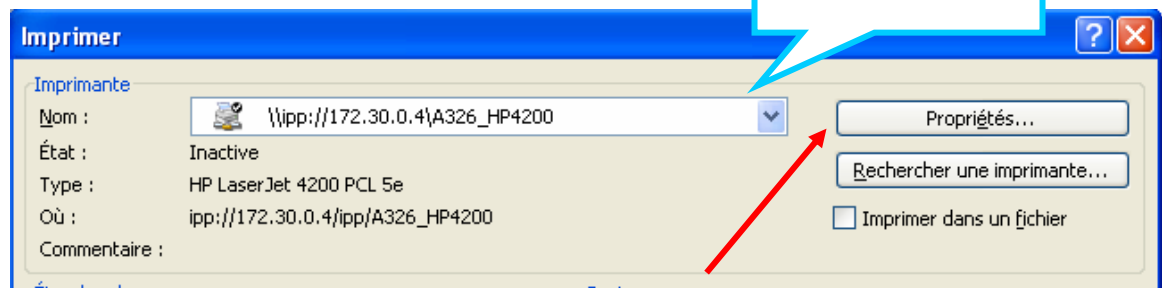 Imprimer
Imprimante
Nom : \\ipp://172.30.0.4\A326_HP4200 Propriétés...
État : Inactive
Type : HP LaserJet 4200 PCL 5e Rechercher une imprimante...
Où : ipp://172.30.0.4/ipp/A326_HP4200 Imprimer dans un fichier
Commentaire :